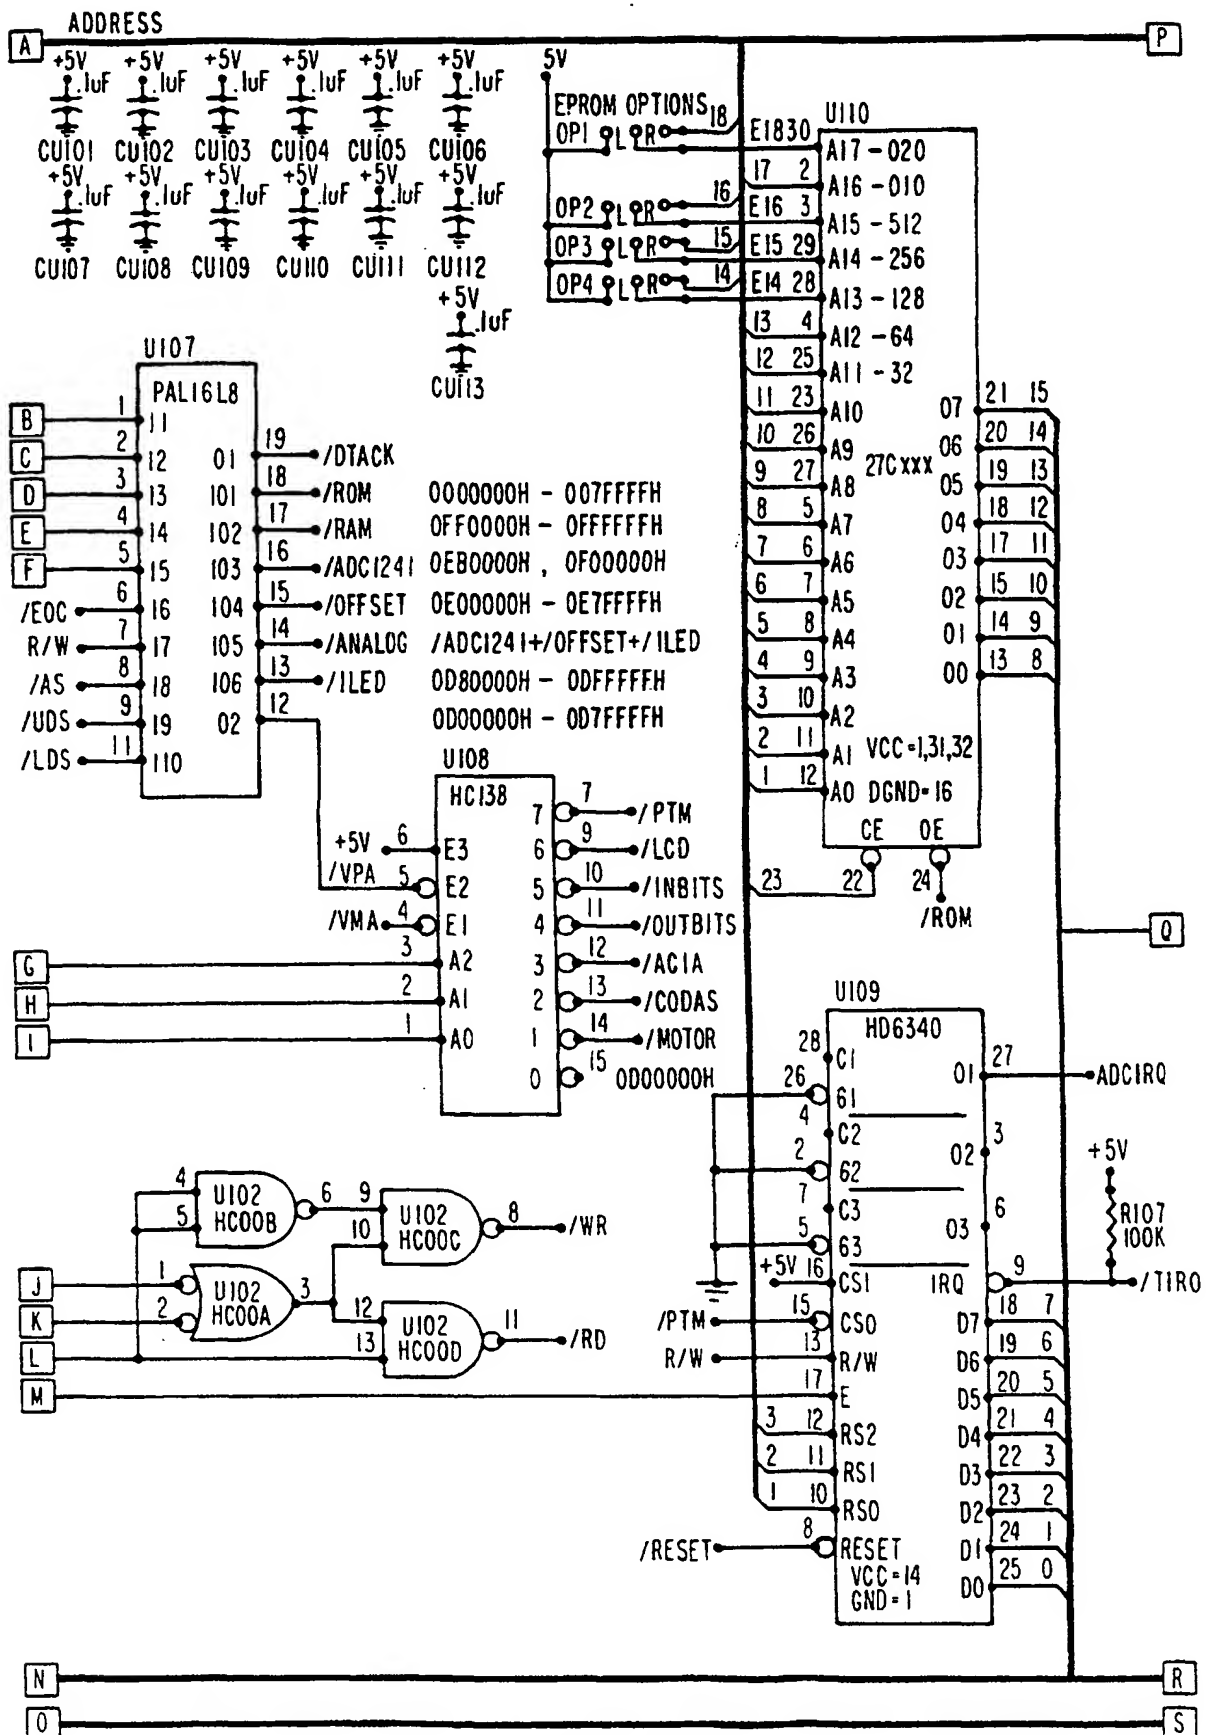 ADDRESS
A
P
+5V +5V +5V +5V +5V +5V
.1uF .1uF .1uF .1uF .1uF .1uF
CU101 CU102 CU103 CU104 CU105 CU106
+5V +5V +5V +5V +5V +5V
.1uF .1uF .1uF .1uF .1uF .1uF
CU107 CU108 CU109 CU110 CU111 CU112
+5V
.1uF
CU113
5V
EPROM OPTIONS
OP1 L R 18
OP2 L R 16
OP3 L R 15
OP4 L R 14
U110
E1830 A17-020
17 2 A16-010
E16 3 A15-512
E15 29 A14-256
E14 28 A13-128
13 4 A12-64
12 25 A11-32
11 23 A10
10 26 A9
9 27 A8
8 5 A7
7 6 A6
6 7 A5
5 8 A4
4 9 A3
3 10 A2
2 11 A1
1 12 A0
27CXXX
VCC=1,31,32
DGND=16
CE OE
23 22 24
/ROM
O7 21 15
O6 20 14
O5 19 13
O4 18 12
O3 17 11
O2 15 10
O1 14 9
O0 13 8
Q
U107
PAL16L8
B 1 I1
C 2 I2
D 3 I3
E 4 I4
F 5 I5
/EOC 6 I6
R/W 7 I7
/AS 8 I8
/UDS 9 I9
/LDS 11 I10
O1 19 /DTACK
IO1 18 /ROM 0000000H - 007FFFFH
IO2 17 /RAM 0FF0000H - 0FFFFFFH
IO3 16 /ADC1241 0EB0000H , 0F00000H
IO4 15 /OFFSET 0E00000H - 0E7FFFFH
IO5 14 /ANALOG /ADC1241+/OFFSET+/ILED
IO6 13 /ILED 0D80000H - 0DFFFFFH
O2 12 0D00000H - 0D7FFFFH
U108
HC138
+5V 6 E3
/VPA 5 E2
/VMA 4 E1
G 3 A2
H 2 A1
I 1 A0
7 7 /PTM
6 9 /LCD
5 10 /INBITS
4 11 /OUTBITS
3 12 /ACIA
2 13 /CODAS
1 14 /MOTOR
0 15 0D00000H
4 5 U102 HC00B 6
9 10 U102 HC00C 8 /WR
J 1
K 2
U102 HC00A 3
12 13 U102 HC00D 11 /RD
L
M
U109
HD6340
28 C1
26 G1
4 C2
2 G2
7 C3
5 G3
+5V 16 CS1
/PTM 15 CS0
R/W 13 R/W
17 E
3 12 RS2
2 11 RS1
1 10 RS0
/RESET 8 RESET
VCC=14
GND=1
O1 27 ADCIRQ
O2 3
O3 6
+5V
R107
100K
IRQ 9 /TIRQ
D7 18 7
D6 19 6
D5 20 5
D4 21 4
D3 22 3
D2 23 2
D1 24 1
D0 25 0
N
R
O
S